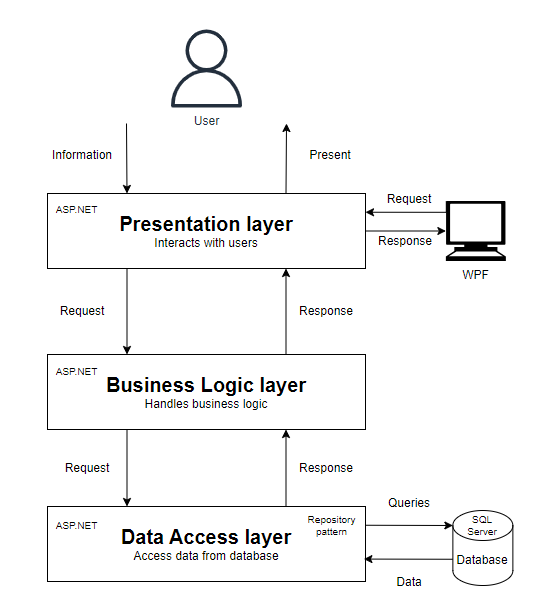 User
Information
Present
ASP.NET
Presentation layer
Interacts with users
Request
Response
WPF
Request
Response
ASP.NET
Business Logic layer
Handles business logic
Request
Response
ASP.NET
Data Access layer
Access data from database
Repository
pattern
Queries
Data
SQL
Server
Database